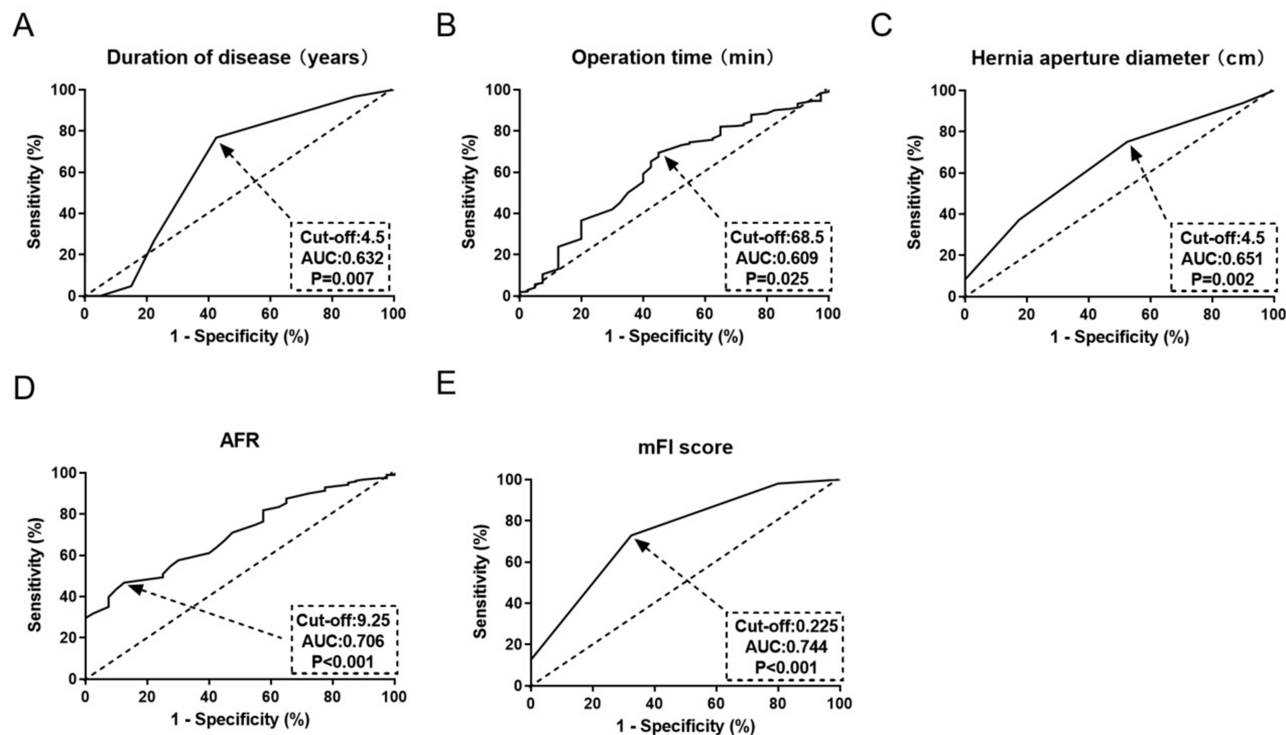 A
Duration of disease（years）
Sensitivity (%)
100
80
60
40
20
0
0 20 40 60 80 100
1 - Specificity (%)
Cut-off:4.5
AUC:0.632
P=0.007
B
Operation time（min）
Sensitivity (%)
100
80
60
40
20
0
0 20 40 60 80 100
1 - Specificity (%)
Cut-off:68.5
AUC:0.609
P=0.025
C
Hernia aperture diameter（cm）
Sensitivity (%)
100
80
60
40
20
0
0 20 40 60 80 100
1 - Specificity (%)
Cut-off:4.5
AUC:0.651
P=0.002
D
AFR
Sensitivity (%)
100
80
60
40
20
0
0 20 40 60 80 100
1 - Specificity (%)
Cut-off:9.25
AUC:0.706
P<0.001
E
mFI score
Sensitivity (%)
100
80
60
40
20
0
0 20 40 60 80 100
1 - Specificity (%)
Cut-off:0.225
AUC:0.744
P<0.001